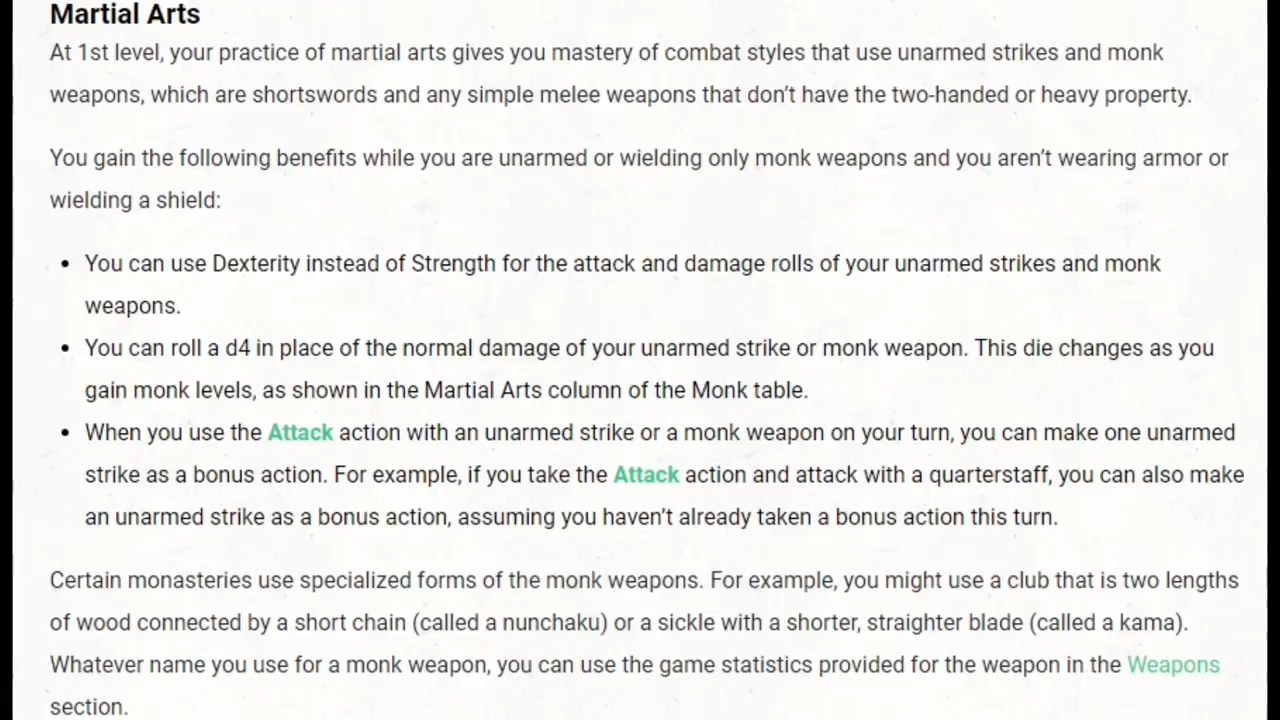 Martial Arts
At 1st level, your practice of martial arts gives you mastery of combat styles that use unarmed strikes and monk
weapons, which are shortswords and any simple melee weapons that don’t have the two-handed or heavy property.
You gain the following benefits while you are unarmed or wielding only monk weapons and you aren’t wearing armor or
wielding a shield:
• You can use Dexterity instead of Strength for the attack and damage rolls of your unarmed strikes and monk
weapons.
• You can roll a d4 in place of the normal damage of your unarmed strike or monk weapon. This die changes as you
gain monk levels, as shown in the Martial Arts column of the Monk table.
• When you use the Attack action with an unarmed strike or a monk weapon on your turn, you can make one unarmed
strike as a bonus action. For example, if you take the Attack action and attack with a quarterstaff, you can also make
an unarmed strike as a bonus action, assuming you haven’t already taken a bonus action this turn.
Certain monasteries use specialized forms of the monk weapons. For example, you might use a club that is two lengths
of wood connected by a short chain (called a nunchaku) or a sickle with a shorter, straighter blade (called a kama).
Whatever name you use for a monk weapon, you can use the game statistics provided for the weapon in the Weapons
section.